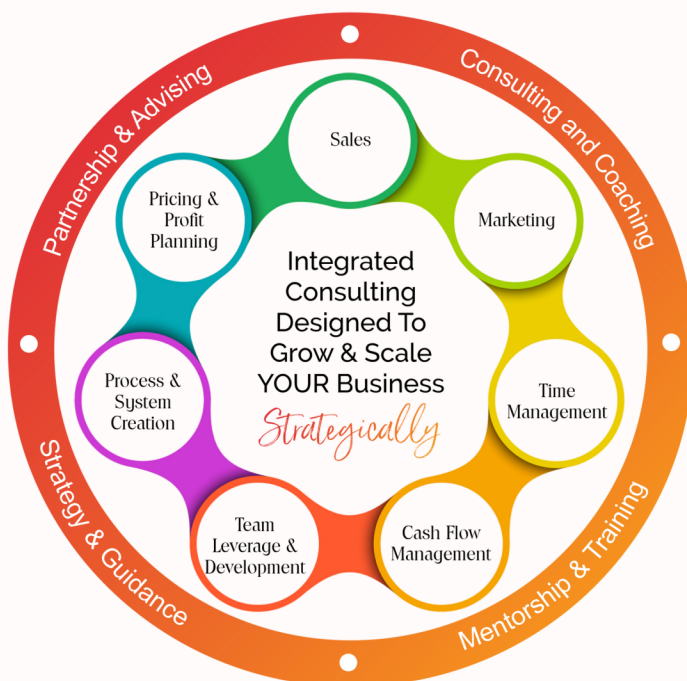 Partnership & Advising
Consulting and Coaching
Sales
Pricing &
Profit
Planning
Marketing
Integrated
Consulting
Designed To
Grow & Scale
YOUR Business
Strategically
Process &
System
Creation
Time
Management
Team
Leverage &
Development
Cash Flow
Management
Strategy & Guidance
Mentorship & Training